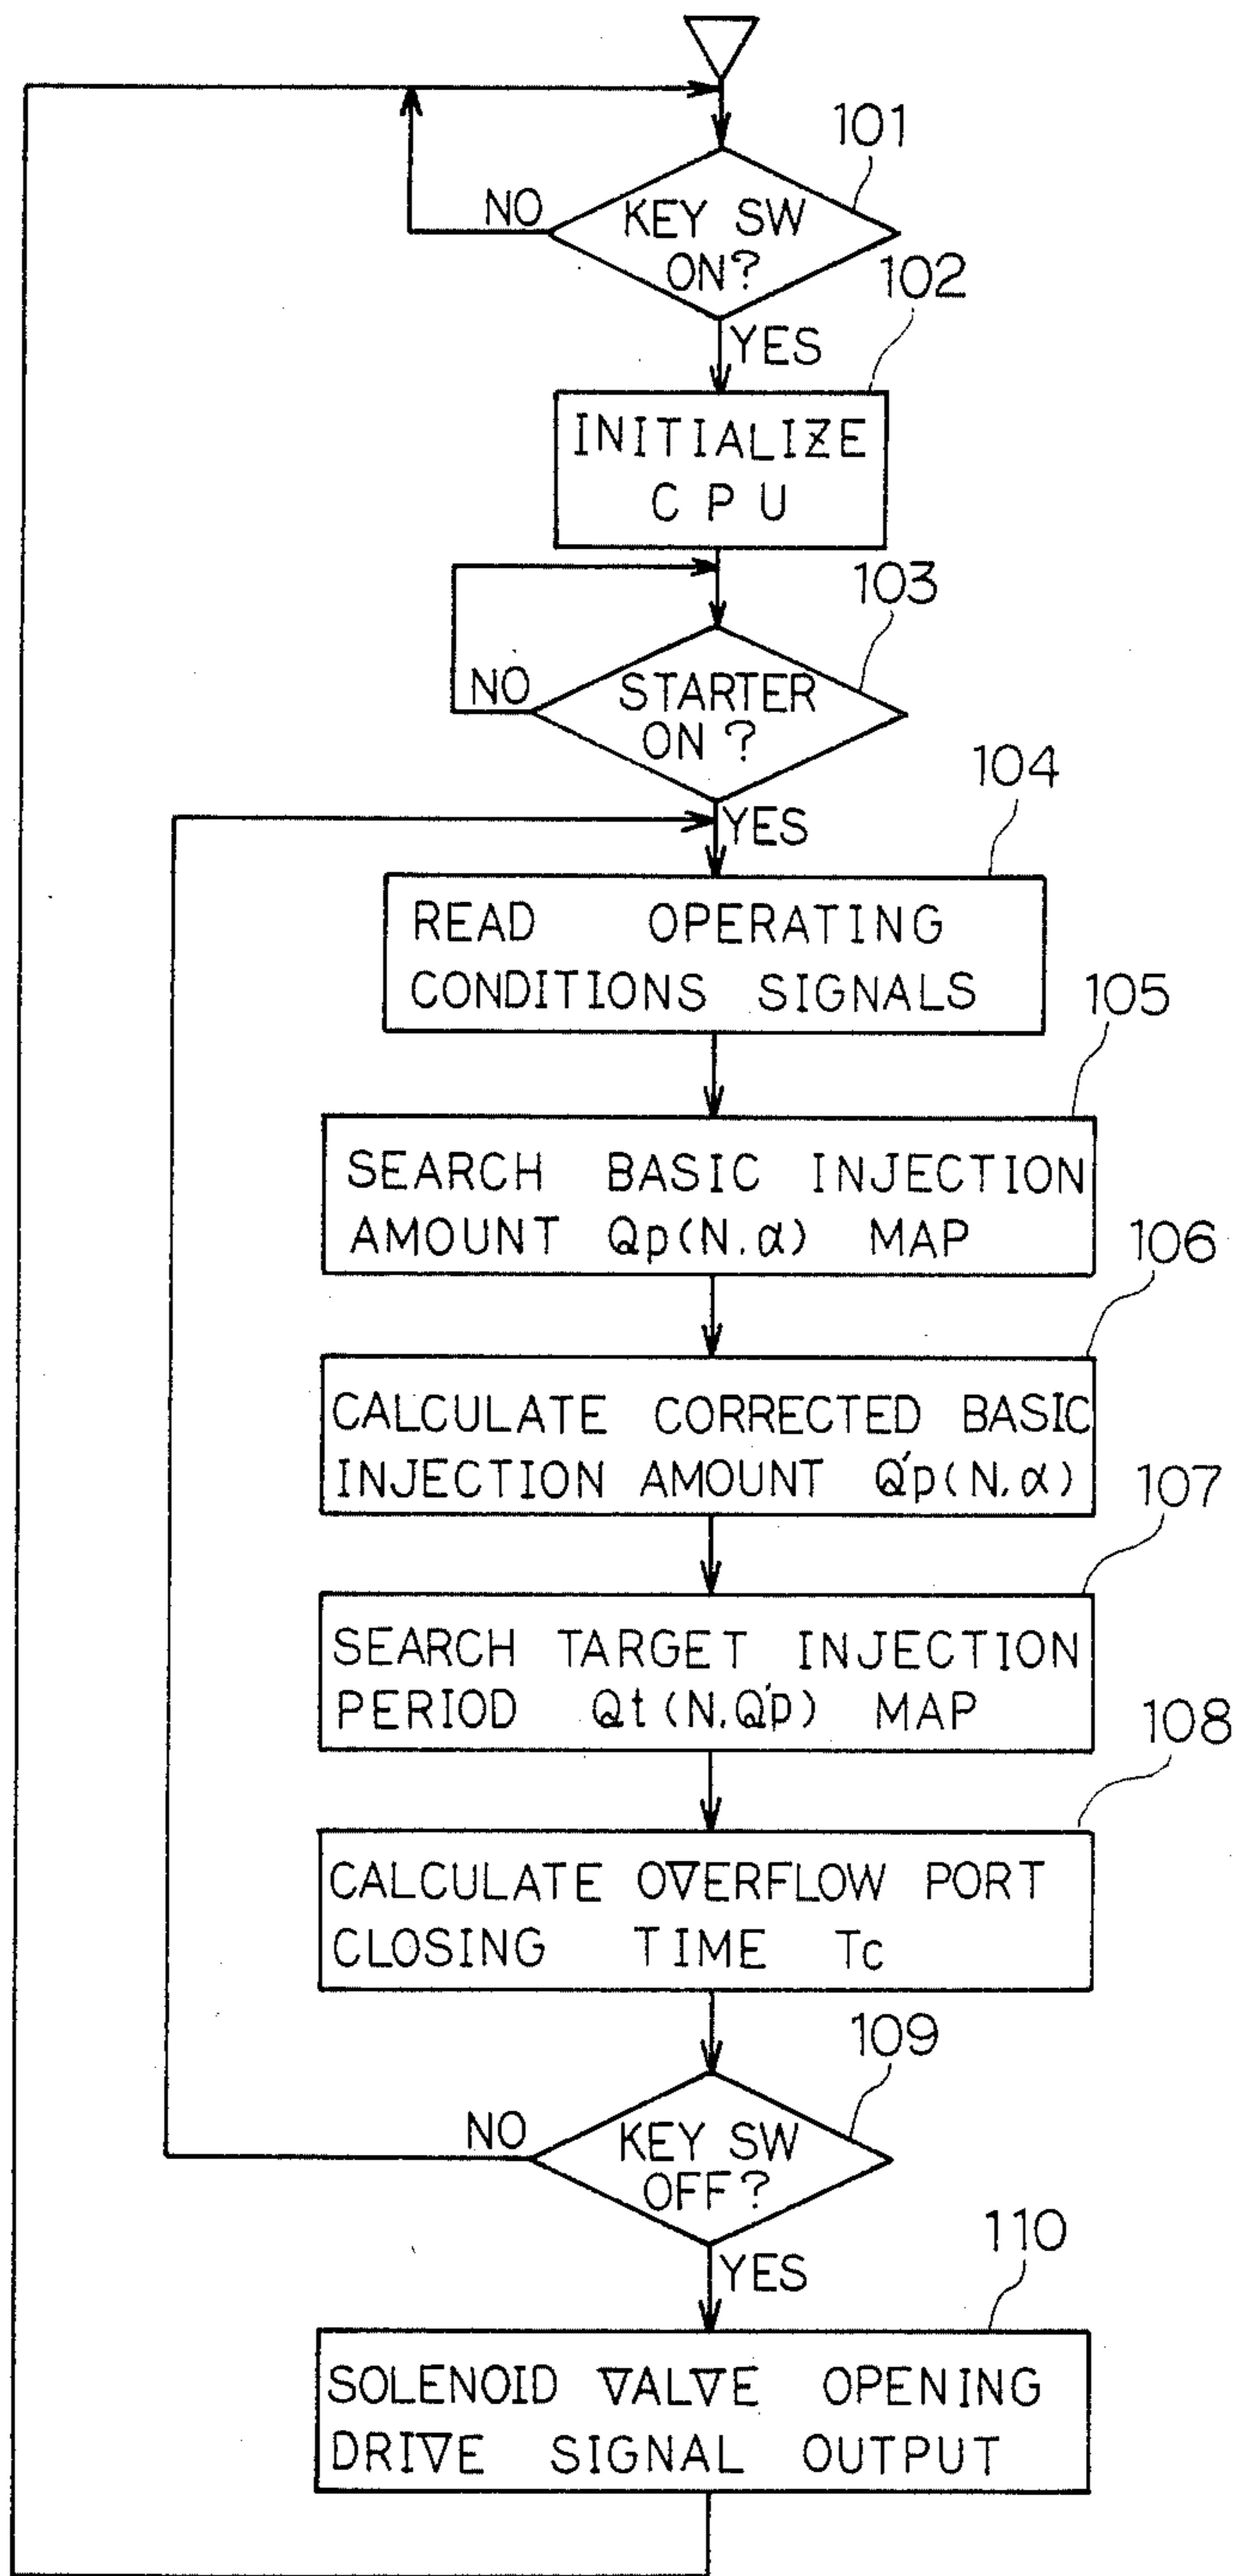 101
KEY SW
ON?
NO
YES
102
INITIALIZE
CPU
103
STARTER
ON?
NO
YES
104
READ OPERATING
CONDITIONS SIGNALS
105
SEARCH BASIC INJECTION
AMOUNT Qp(N.α) MAP
106
CALCULATE CORRECTED BASIC
INJECTION AMOUNT Q'p(N.α)
107
SEARCH TARGET INJECTION
PERIOD Qt(N.Q'p) MAP
108
CALCULATE OVERFLOW PORT
CLOSING TIME Tc
109
KEY SW
OFF?
NO
YES
110
SOLENOID VALVE OPENING
DRIVE SIGNAL OUTPUT